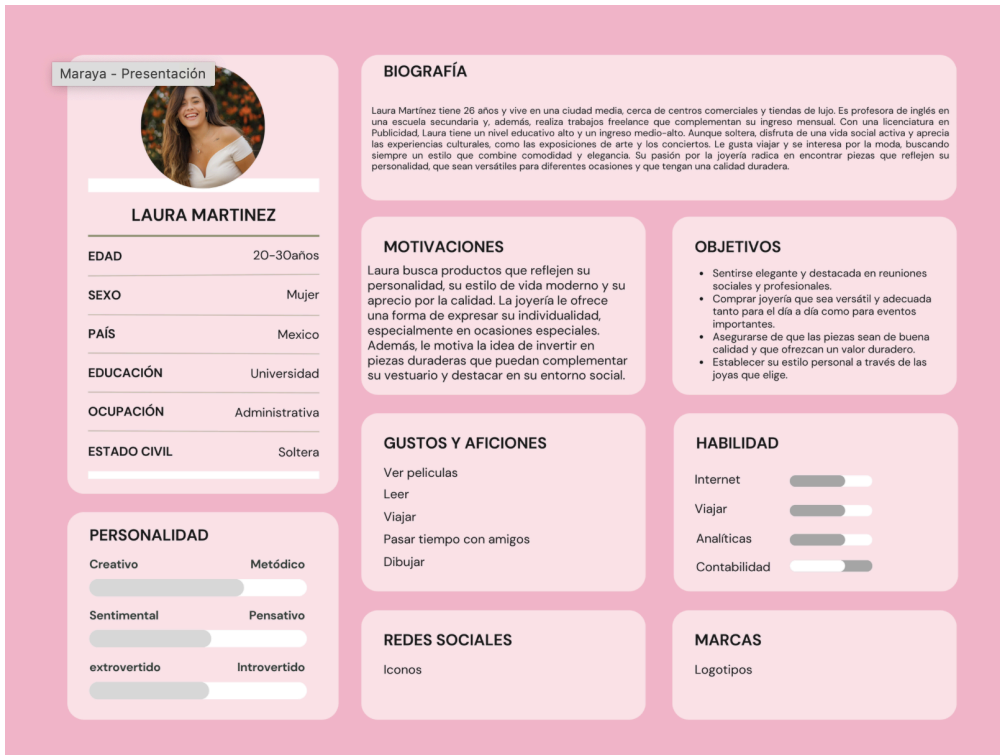 Maraya - Presentación
LAURA MARTINEZ
EDAD 20-30años
SEXO Mujer
PAÍS Mexico
EDUCACIÓN Universidad
OCUPACIÓN Administrativa
ESTADO CIVIL Soltera
PERSONALIDAD
Creativo Metódico
Sentimental Pensativo
extrovertido Introvertido
BIOGRAFÍA
Laura Martínez tiene 26 años y vive en una ciudad media, cerca de centros comerciales y tiendas de lujo. Es profesora de inglés en
una escuela secundaria y, además, realiza trabajos freelance que complementan su ingreso mensual. Con una licenciatura en
Publicidad, Laura tiene un nivel educativo alto y un ingreso medio-alto. Aunque soltera, disfruta de una vida social activa y aprecia
las experiencias culturales, como las exposiciones de arte y los conciertos. Le gusta viajar y se interesa por la moda, buscando
siempre un estilo que combine comodidad y elegancia. Su pasión por la joyería radica en encontrar piezas que reflejen su
personalidad, que sean versátiles para diferentes ocasiones y que tengan una calidad duradera.
MOTIVACIONES
Laura busca productos que reflejen su
personalidad, su estilo de vida moderno y su
aprecio por la calidad. La joyería le ofrece
una forma de expresar su individualidad,
especialmente en ocasiones especiales.
Además, le motiva la idea de invertir en
piezas duraderas que puedan complementar
su vestuario y destacar en su entorno social.
OBJETIVOS
• Sentirse elegante y destacada en reuniones
sociales y profesionales.
• Comprar joyería que sea versátil y adecuada
tanto para el día a día como para eventos
importantes.
• Asegurarse de que las piezas sean de buena
calidad y que ofrezcan un valor duradero.
• Establecer su estilo personal a través de las
joyas que elige.
GUSTOS Y AFICIONES
Ver peliculas
Leer
Viajar
Pasar tiempo con amigos
Dibujar
HABILIDAD
Internet
Viajar
Analíticas
Contabilidad
REDES SOCIALES
Iconos
MARCAS
Logotipos